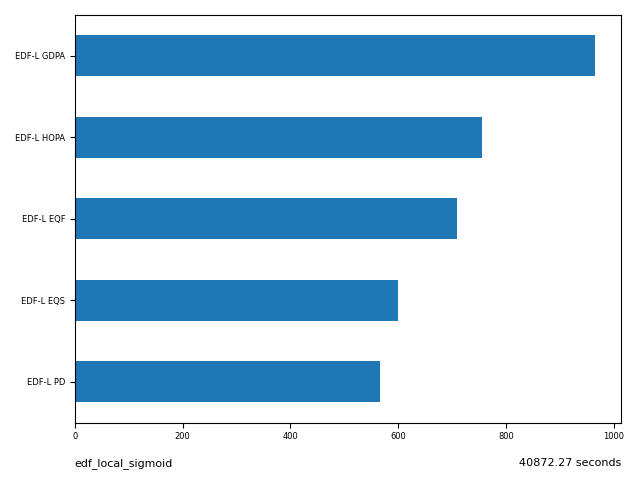 EDF-L GDPA
EDF-L HOPA
EDF-L EQF
EDF-L EQS
EDF-L PD
0 200 400 600 800 1000
edf_local_sigmoid 40872.27 seconds